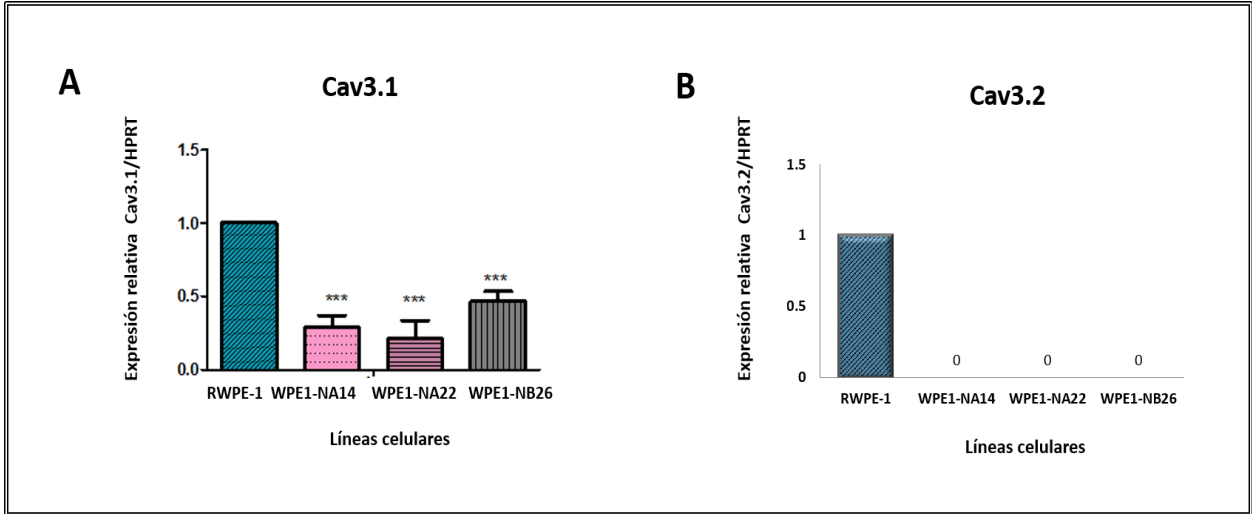 A
Cav3.1
Expresión relativa Cav3.1/HPRT
1.5
1.0
0.5
0.0
***
***
***
RWPE-1 WPE1-NA14 WPE1-NA22 WPE1-NB26
Líneas celulares
B
Cav3.2
Expresión relativa Cav3.2/HPRT
1.5
1
0.5
0
0 0 0
RWPE-1 WPE1-NA14 WPE1-NA22 WPE1-NB26
Líneas celulares